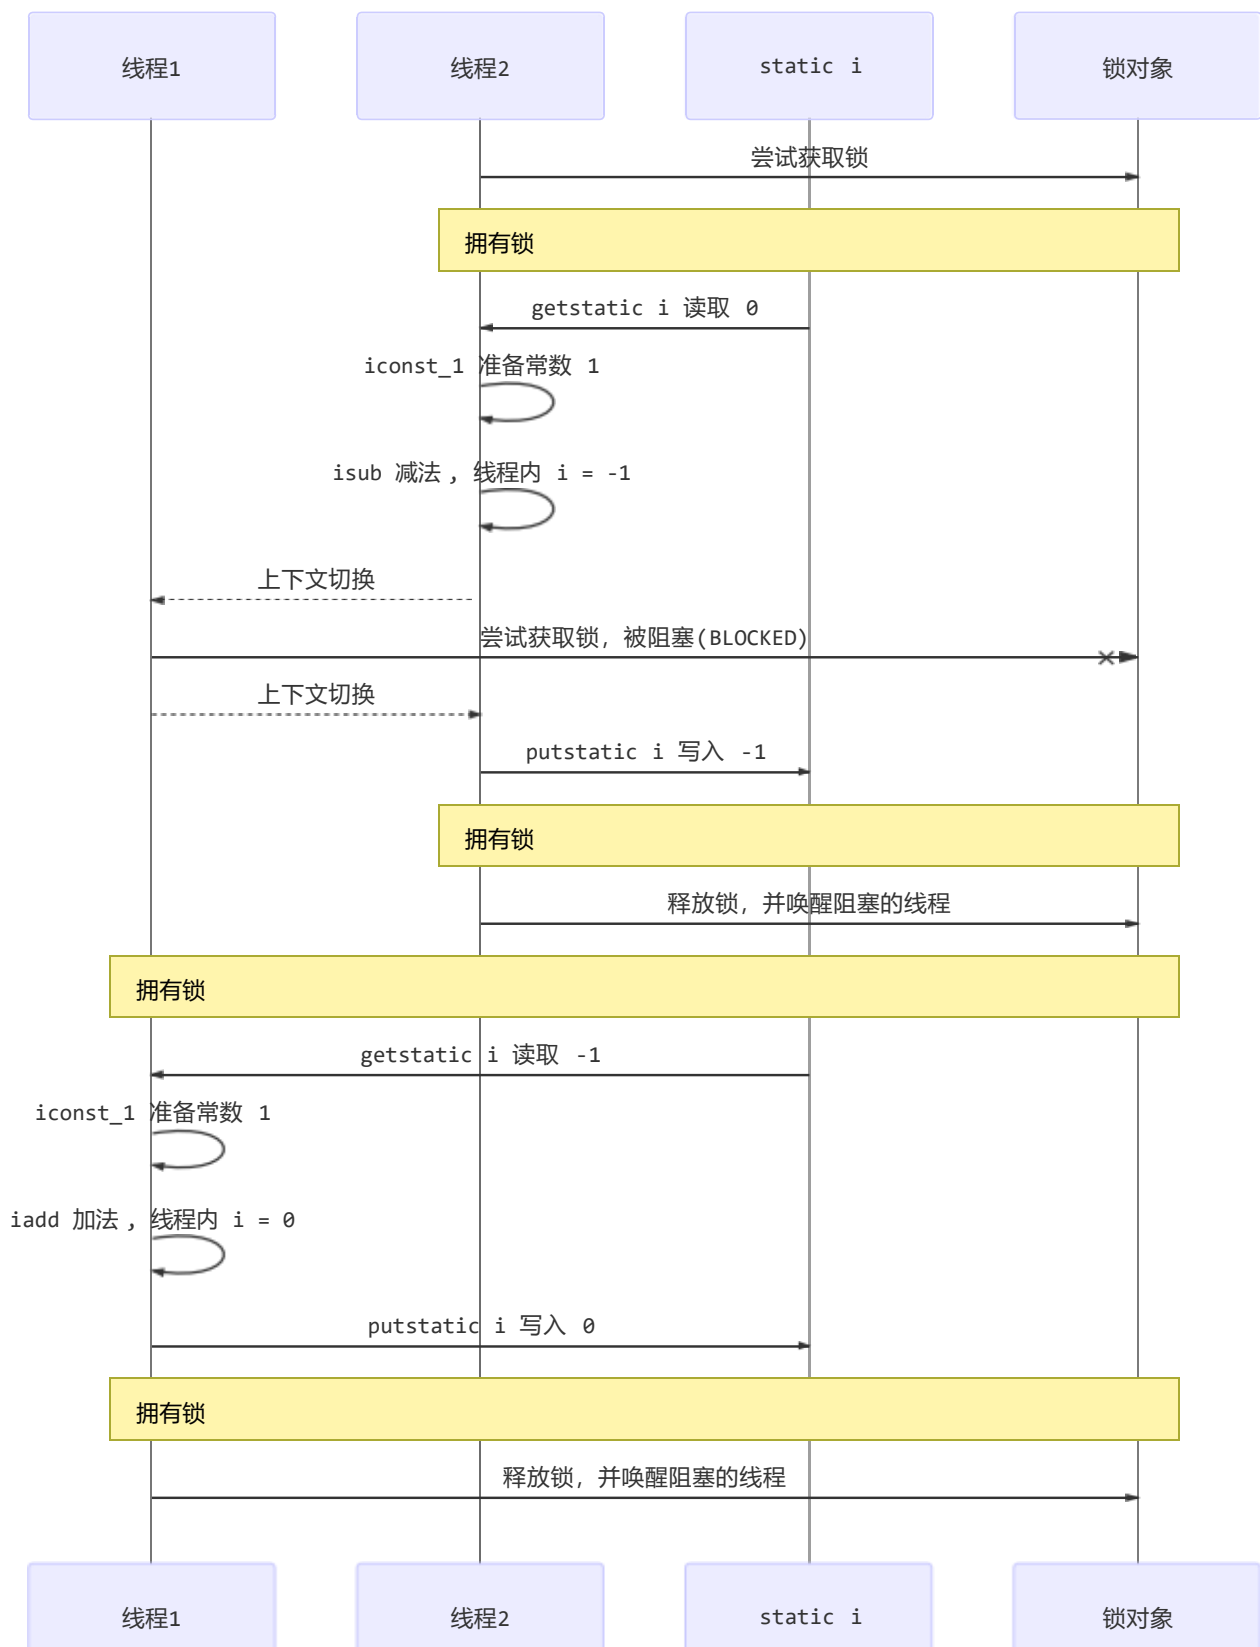 线程1
线程2
static i
锁对象
尝试获取锁
拥有锁
getstatic i 读取 0
iconst_1 准备常数 1
isub 减法，线程内 i = -1
上下文切换
尝试获取锁，被阻塞(BLOCKED)
上下文切换
putstatic i 写入 -1
拥有锁
释放锁，并唤醒阻塞的线程
拥有锁
getstatic i 读取 -1
iconst_1 准备常数 1
iadd 加法，线程内 i = 0
putstatic i 写入 0
拥有锁
释放锁，并唤醒阻塞的线程
线程1
线程2
static i
锁对象